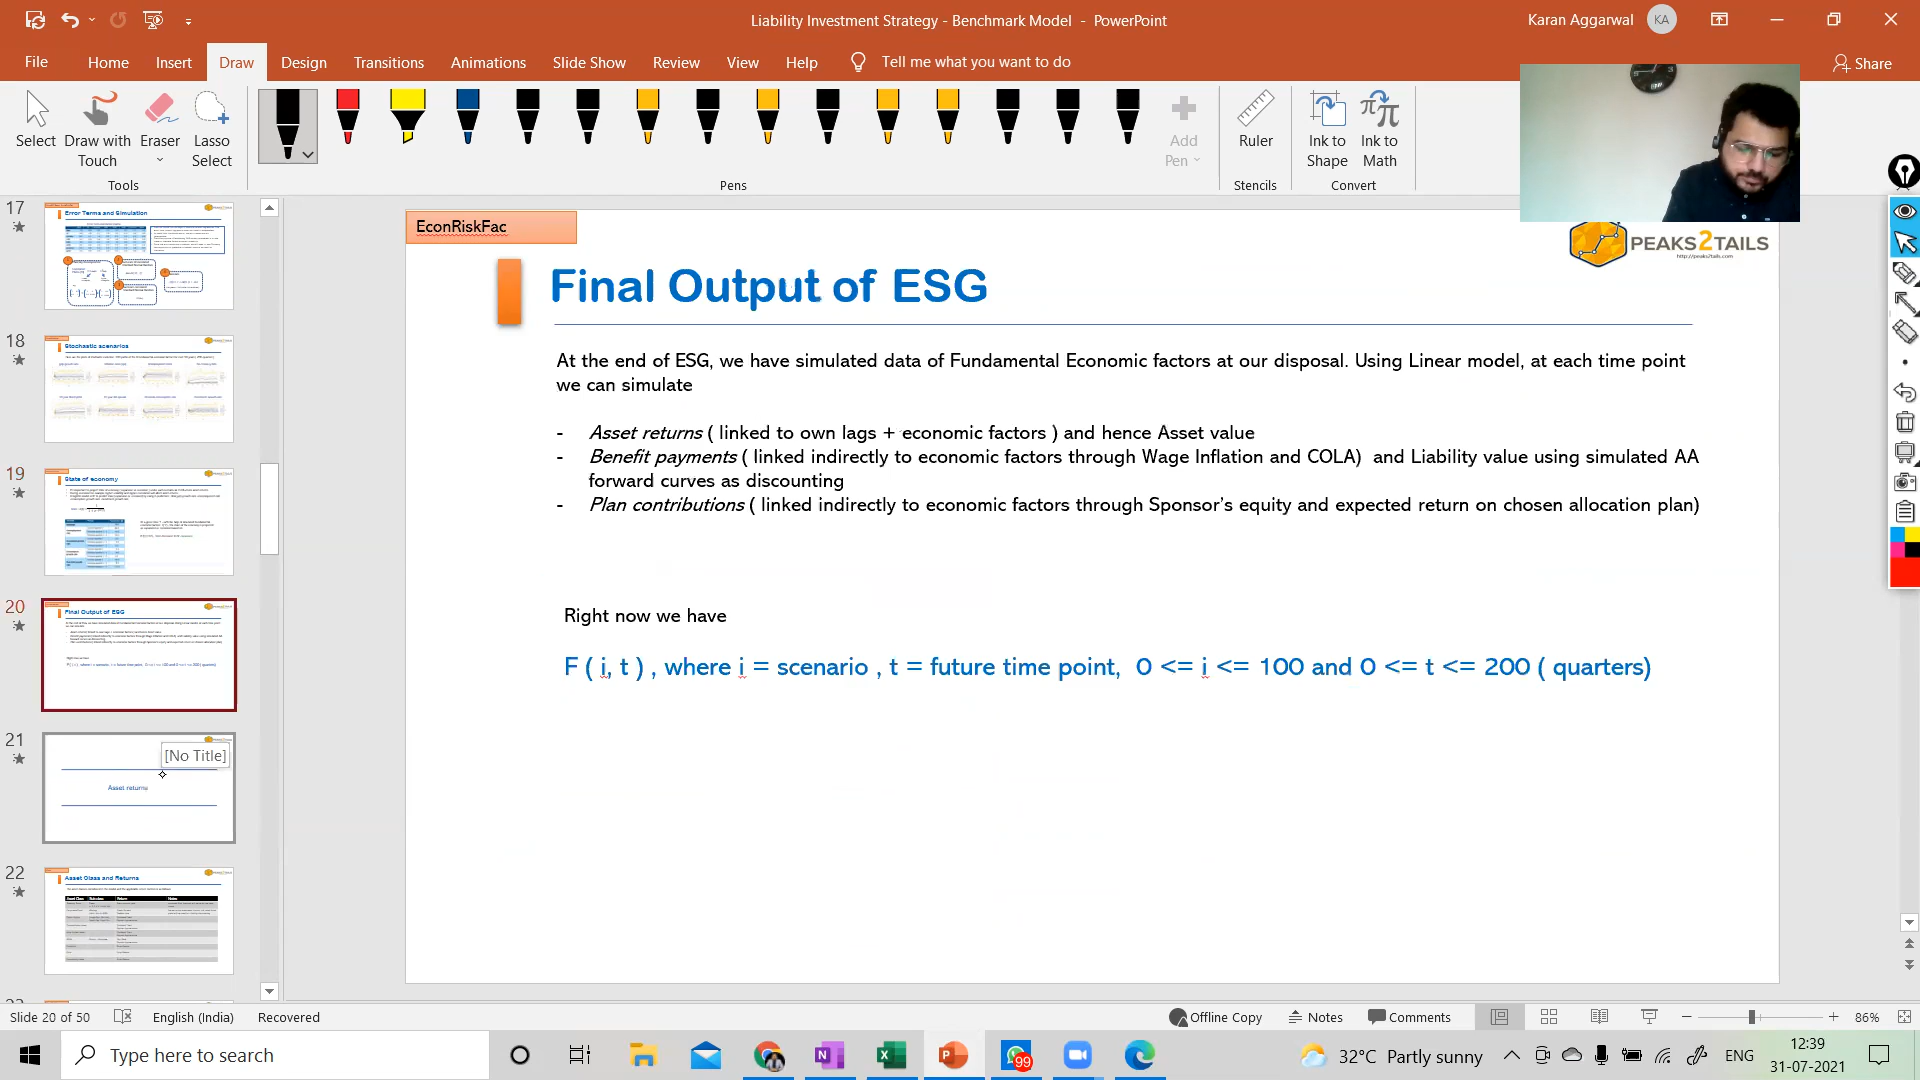 Liability Investment Strategy - Benchmark Model - PowerPoint
Karan Aggarwal
KA
File
Home
Insert
Draw
Design
Transitions
Animations
Slide Show
Review
View
Help
Tell me what you want to do
Share
Select
Draw with Touch
Eraser
Lasso Select
Add Pen
Ruler
Ink to Shape
Ink to Math
Tools
Pens
Stencils
Convert
17
Error Terms and Simulation
18
Stochastic scenarios
19
State of economy
20
Final Output of ESG
21
[No Title]
Asset returns
22
Asset Class and Returns
EconRiskFac
PEAKS2TAILS
http://peaks2tails.com
Final Output of ESG
At the end of ESG, we have simulated data of Fundamental Economic factors at our disposal. Using Linear model, at each time point
we can simulate
- Asset returns ( linked to own lags + economic factors ) and hence Asset value
- Benefit payments ( linked indirectly to economic factors through Wage Inflation and COLA) and Liability value using simulated AA
forward curves as discounting
- Plan contributions ( linked indirectly to economic factors through Sponsor's equity and expected return on chosen allocation plan)
Right now we have
F ( i, t ) , where i = scenario , t = future time point, 0 <= i <= 100 and 0 <= t <= 200 ( quarters)
Slide 20 of 50
English (India)
Recovered
Offline Copy
Notes
Comments
86%
Type here to search
99
32°C Partly sunny
ENG
12:39
31-07-2021